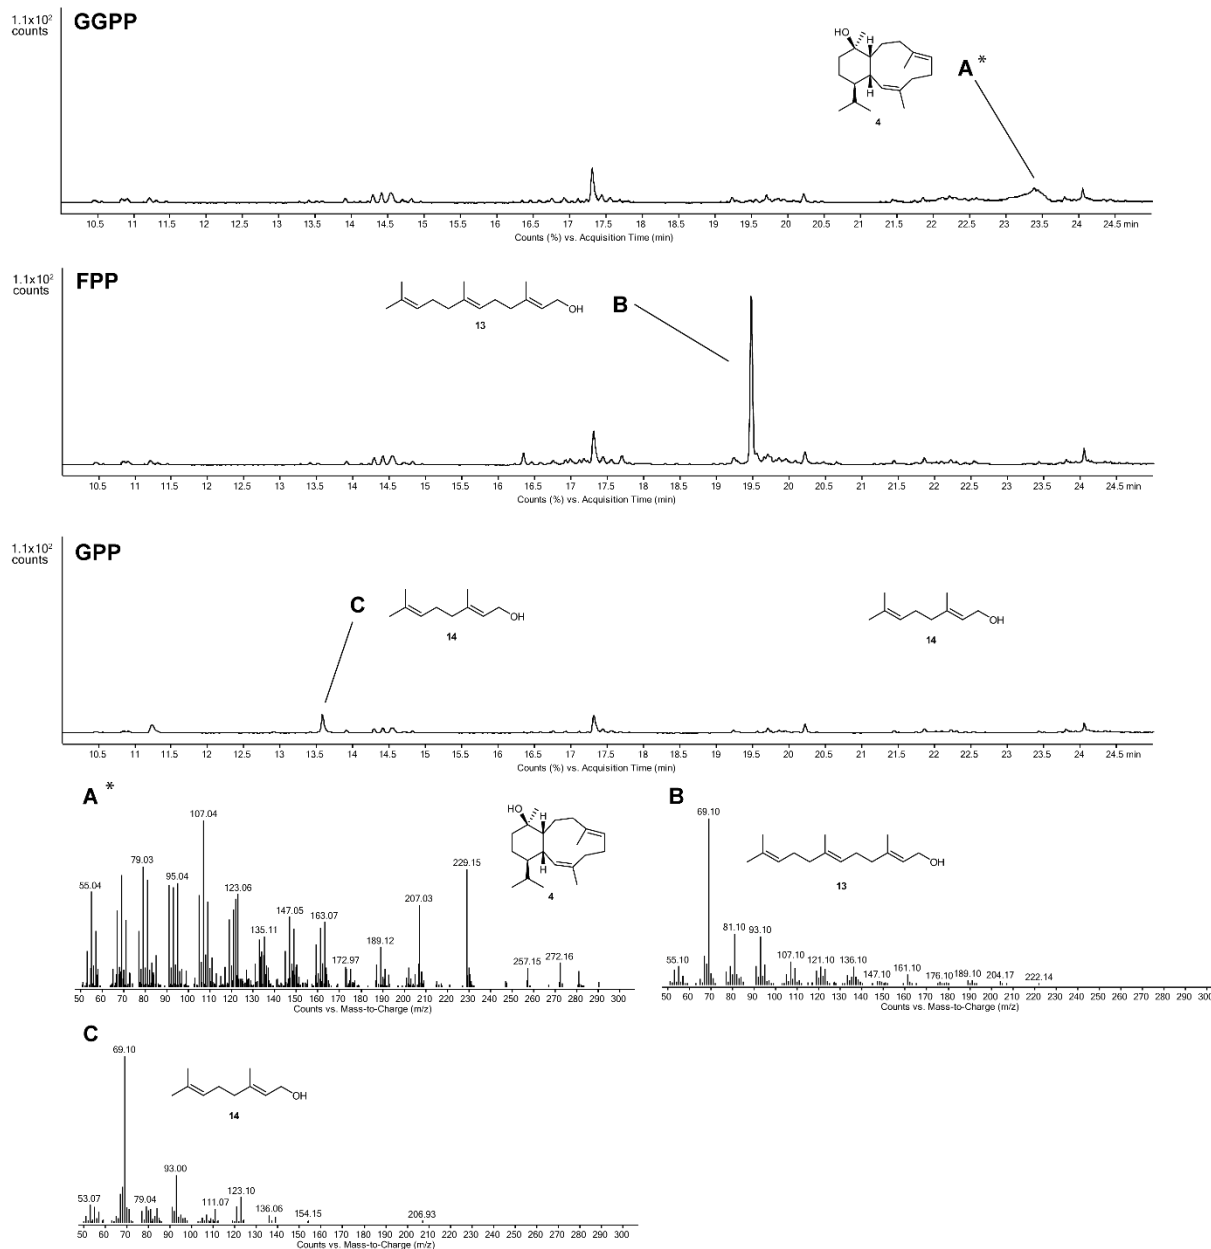 1.1x10²
counts
GGPP
HO
H
H
4
A *
10.5 11 11.5 12 12.5 13 13.5 14 14.5 15 15.5 16 16.5 17 17.5 18 18.5 19 19.5 20 20.5 21 21.5 22 22.5 23 23.5 24 24.5 min
Counts (%) vs. Acquisition Time (min)
1.1x10²
counts
FPP
OH
13
B
10.5 11 11.5 12 12.5 13 13.5 14 14.5 15 15.5 16 16.5 17 17.5 18 18.5 19 19.5 20 20.5 21 21.5 22 22.5 23 23.5 24 24.5 min
Counts (%) vs. Acquisition Time (min)
1.1x10²
counts
GPP
C
OH
14
OH
14
10.5 11 11.5 12 12.5 13 13.5 14 14.5 15 15.5 16 16.5 17 17.5 18 18.5 19 19.5 20 20.5 21 21.5 22 22.5 23 23.5 24 24.5 min
Counts (%) vs. Acquisition Time (min)
A *
HO
H
H
4
55.04 79.03 95.04 107.04 123.06 135.11 147.05 163.07 172.97 189.12 207.03 229.15 257.15 272.16
50 60 70 80 90 100 110 120 130 140 150 160 170 180 190 200 210 220 230 240 250 260 270 280 290 300
Counts vs. Mass-to-Charge (m/z)
B
OH
13
55.10 69.10 81.10 93.10 107.10 121.10 136.10 147.10 161.10 176.10 189.10 204.17 222.14
50 60 70 80 90 100 110 120 130 140 150 160 170 180 190 200 210 220 230 240 250 260 270 280 290 300
Counts vs. Mass-to-Charge (m/z)
C
OH
14
53.07 69.10 79.04 93.00 111.07 123.10 136.06 154.15 206.93
50 60 70 80 90 100 110 120 130 140 150 160 170 180 190 200 210 220 230 240 250 260 270 280 290 300
Counts vs. Mass-to-Charge (m/z)